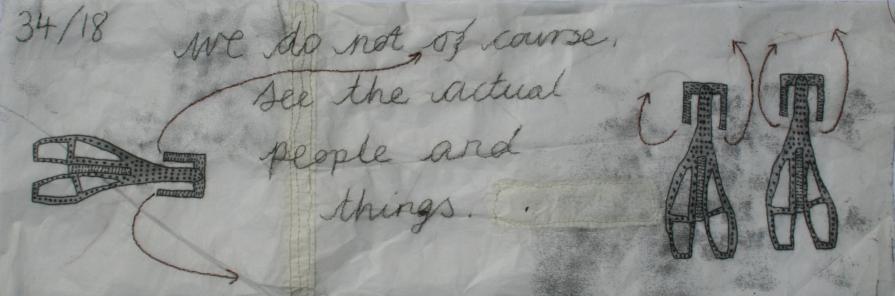 34/18
we do not of course,
see the actual
people and
things.